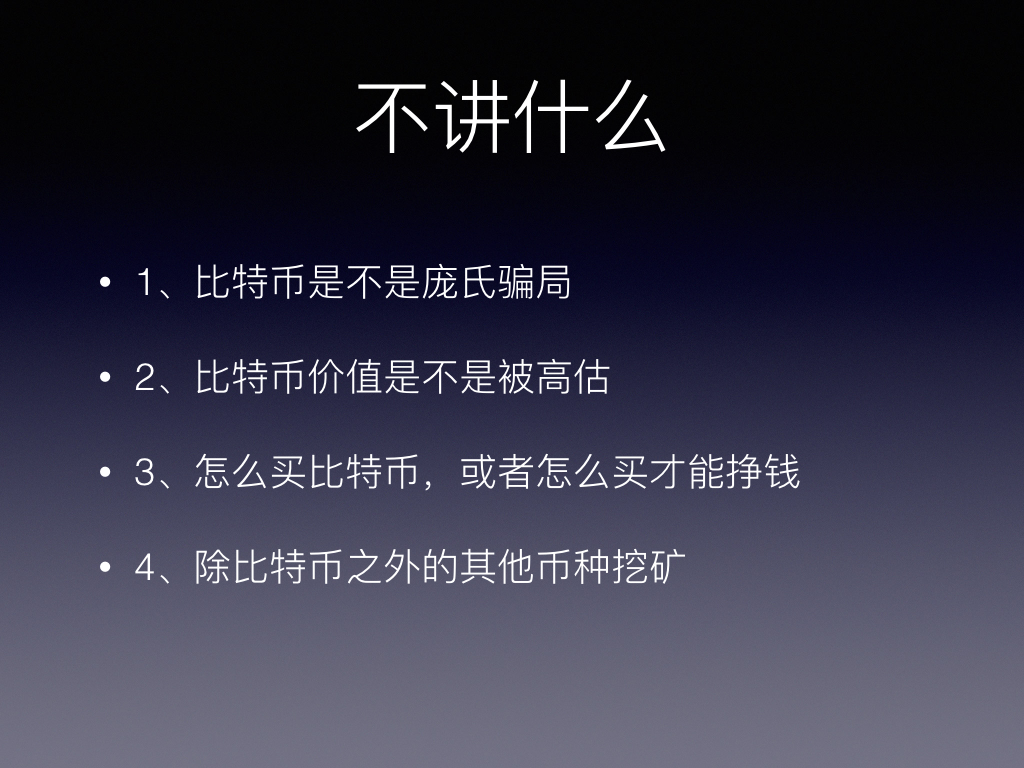 不讲什么
• 1、比特币是不是庞氏骗局
• 2、比特币价值是不是被高估
• 3、怎么买比特币，或者怎么买才能挣钱
• 4、除比特币之外的其他币种挖矿